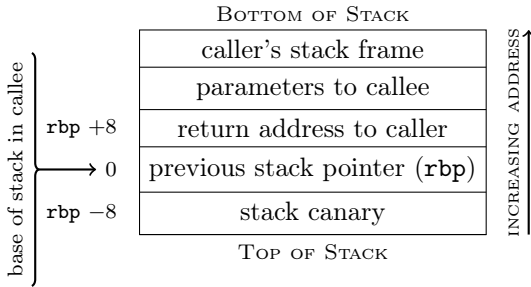 BOTTOM OF STACK
caller's stack frame
parameters to callee
rbp +8 return address to caller
0 previous stack pointer (rbp)
rbp −8 stack canary
TOP OF STACK
base of stack in callee
INCREASING ADDRESS